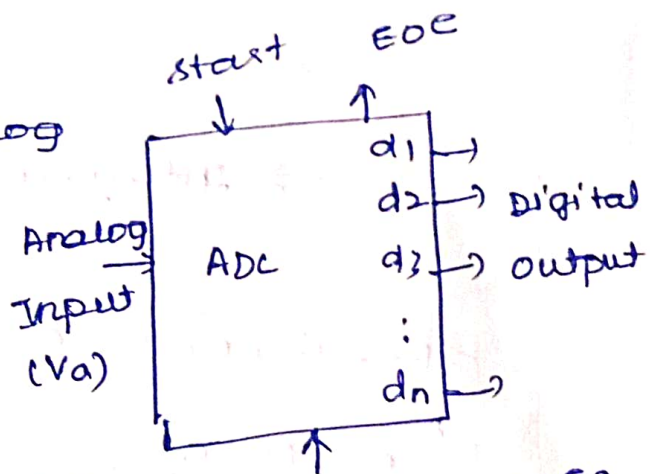 start EOC
Analog
Input
(Va)
ADC
d1
d2
d3
:
dn
Digital
output